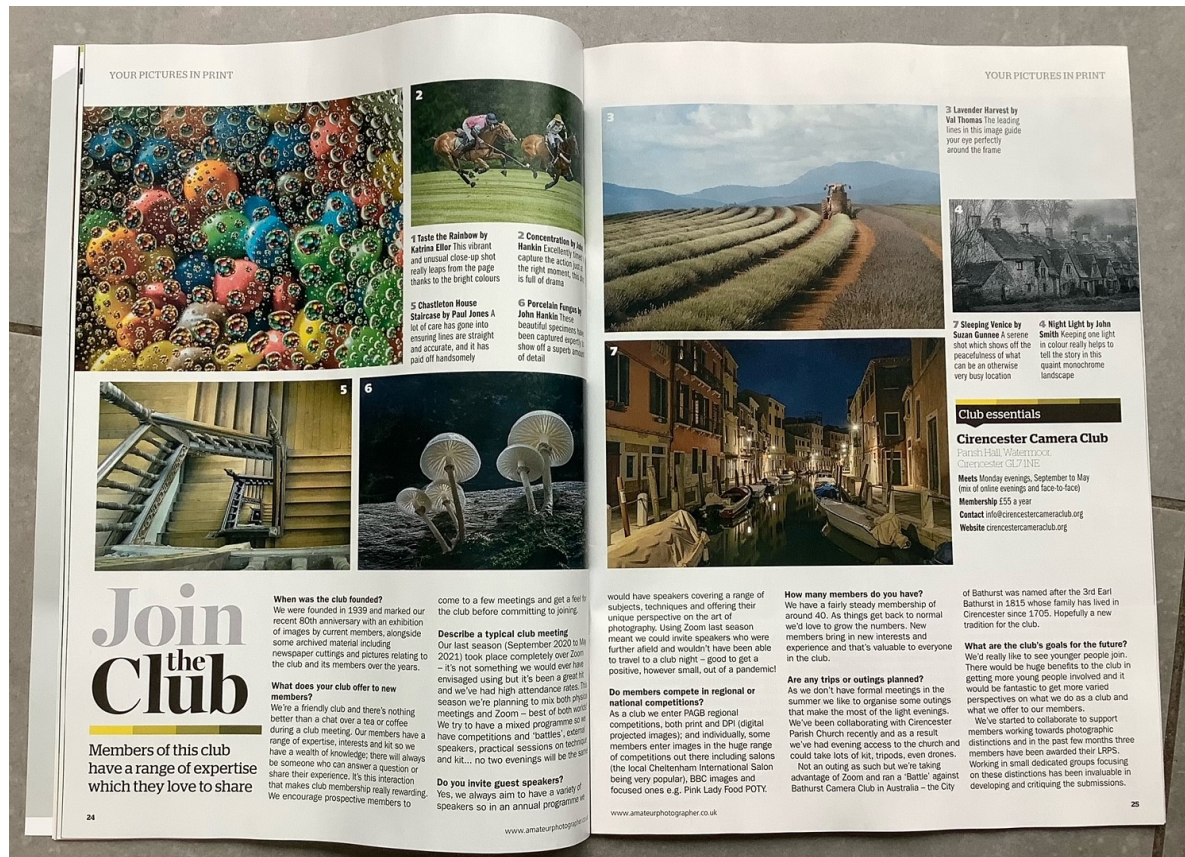 YOUR PICTURES IN PRINT
2
1 Taste the Rainbow by
Katrina Ellor This vibrant
and unusual close-up shot
really leaps from the page
thanks to the bright colours
2 Concentration by
Hankin Excellently
capture the action
the right moment,
is full of drama
5 Chastleton House
Staircase by Paul Jones A
lot of care has gone into
ensuring lines are straight
and accurate, and it has
paid off handsomely
6 Porcelain Fungus by
John Hankin These
beautiful specimens have
been captured expertly
show off a superb amount
of detail
5
6
Join
the
Club
Members of this club
have a range of expertise
which they love to share
When was the club founded?
We were founded in 1939 and marked our
recent 80th anniversary with an exhibition
of images by current members, alongside
some archived material including
newspaper cuttings and pictures relating to
the club and its members over the years.
What does your club offer to new
members?
We're a friendly club and there's nothing
better than a chat over a tea or coffee
during a club meeting. Our members have a
range of expertise, interests and kit so we
have a wealth of knowledge; there will always
be someone who can answer a question or
share their experience. It's this interaction
that makes club membership really rewarding.
We encourage prospective members to
come to a few meetings and get a feel for
the club before committing to joining.
Describe a typical club meeting
Our last season (September 2020 to May
2021) took place completely over Zoom
– it's not something we would ever have
envisaged using but it's been a great hit
and we've had high attendance rates. This
season we're planning to mix both physical
meetings and Zoom – best of both worlds.
We try to have a mixed programme so we
have competitions and 'battles', external
speakers, practical sessions on technique
and kit... no two evenings will be the same
Do you invite guest speakers?
Yes, we always aim to have a variety of
speakers so in an annual programme we
24
www.amateurphotographer.co.uk
YOUR PICTURES IN PRINT
3
3 Lavender Harvest by
Val Thomas The leading
lines in this image guide
your eye perfectly
around the frame
4
7 Sleeping Venice by
Suzan Gunnee A serene
shot which shows off the
peacefulness of what
can be an otherwise
very busy location
4 Night Light by John
Smith Keeping one light
in colour really helps to
tell the story in this
quaint monochrome
landscape
7
Club essentials
Cirencester Camera Club
Parish Hall, Watermoor,
Cirencester GL7 1NE
Meets Monday evenings, September to May
(mix of online evenings and face-to-face)
Membership £55 a year
Contact info@cirencestercameraclub.org
Website cirencestercameraclub.org
would have speakers covering a range of
subjects, techniques and offering their
unique perspective on the art of
photography. Using Zoom last season
meant we could invite speakers who were
further afield and wouldn't have been able
to travel to a club night – good to get a
positive, however small, out of a pandemic!
Do members compete in regional or
national competitions?
As a club we enter PAGB regional
competitions, both print and DPI (digital
projected images); and individually, some
members enter images in the huge range
of competitions out there including salons
(the local Cheltenham International Salon
being very popular), BBC images and
focused ones e.g. Pink Lady Food POTY.
How many members do you have?
We have a fairly steady membership of
around 40. As things get back to normal
we'd love to grow the numbers. New
members bring in new interests and
experience and that's valuable to everyone
in the club.
Are any trips or outings planned?
As we don't have formal meetings in the
summer we like to organise some outings
that make the most of the light evenings.
We've been collaborating with Cirencester
Parish Church recently and as a result
we've had evening access to the church and
could take lots of kit, tripods, even drones.
Not an outing as such but we're taking
advantage of Zoom and ran a 'Battle' against
Bathurst Camera Club in Australia – the City
of Bathurst was named after the 3rd Earl
Bathurst in 1815 whose family has lived in
Cirencester since 1705. Hopefully a new
tradition for the club.
What are the club's goals for the future?
We'd really like to see younger people join.
There would be huge benefits to the club in
getting more young people involved and it
would be fantastic to get more varied
perspectives on what we do as a club and
what we offer to our members.
We've started to collaborate to support
members working towards photographic
distinctions and in the past few months three
members have been awarded their LRPS.
Working in small dedicated groups focusing
on these distinctions has been invaluable in
developing and critiquing the submissions.
www.amateurphotographer.co.uk
25